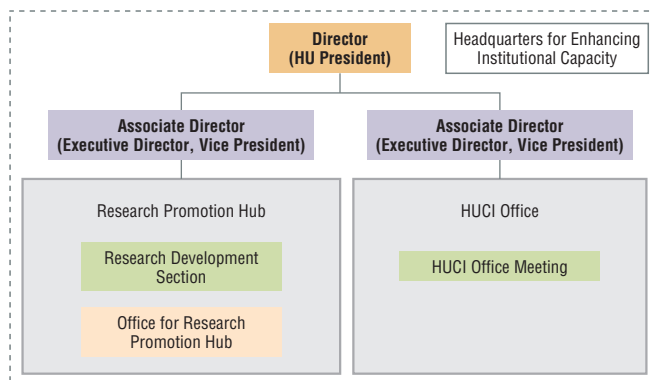 Director
(HU President)
Headquarters for Enhancing
Institutional Capacity
Associate Director
(Executive Director, Vice President)
Associate Director
(Executive Director, Vice President)
Research Promotion Hub
Research Development
Section
Office for Research
Promotion Hub
HUCI Office
HUCI Office Meeting